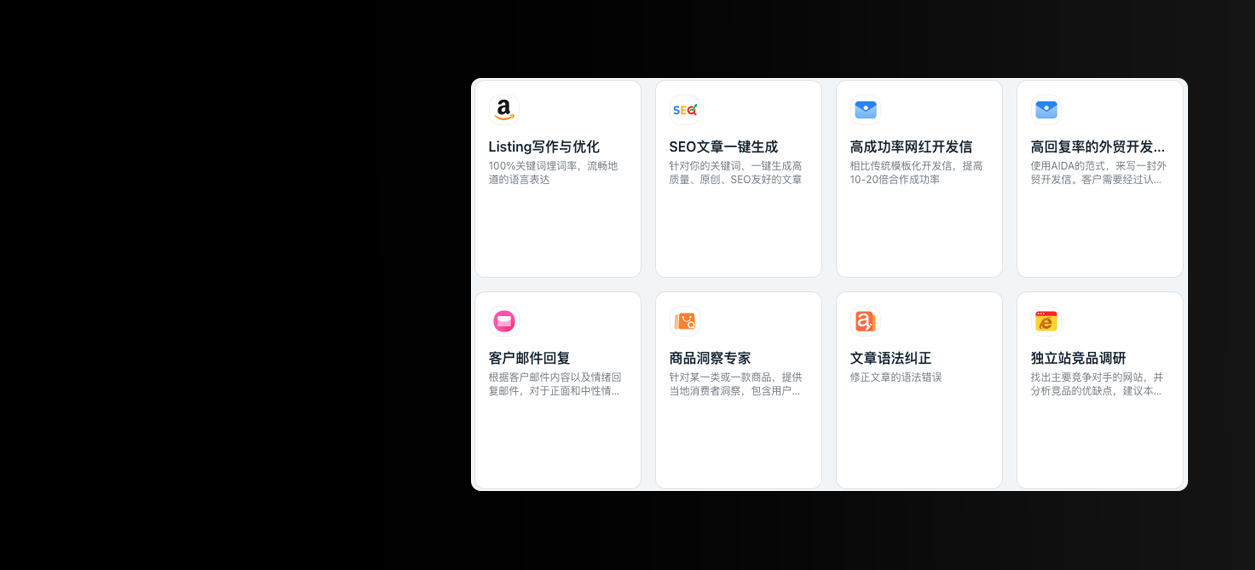 Listing写作与优化
100%关键词埋词率，流畅地
道的语言表达
SEO
SEO文章一键生成
针对你的关键词，一键生成高
质量、原创、SEO友好的文章
高成功率网红开发信
相比传统模板化开发信，提高
10-20倍合作成功率
高回复率的外贸开发...
使用AIDA的范式，来写一封外
贸开发信。客户需要经过认...
客户邮件回复
根据客户邮件内容以及情绪回
复邮件，对于正面和中性情...
商品洞察专家
针对某一类或一款商品，提供
当地消费者洞察，包含用户...
文章语法纠正
修正文章的语法错误
独立站竞品调研
找出主要竞争对手的网站，并
分析竞品的优缺点，建议本...